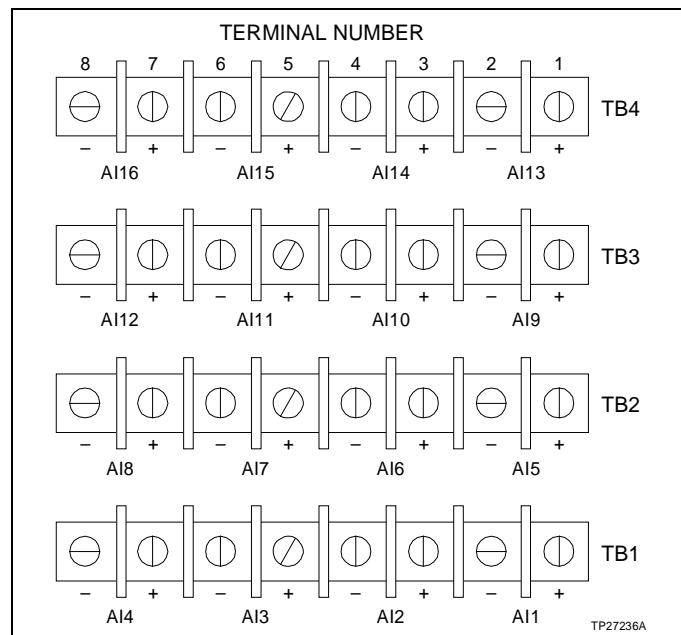 TERMINAL NUMBER
8 7 6 5 4 3 2 1
TB4
– + – + – + – +
AI16 AI15 AI14 AI13
TB3
– + – + – + – +
AI12 AI11 AI10 AI9
TB2
– + – + – + – +
AI8 AI7 AI6 AI5
TB1
– + – + – + – +
AI4 AI3 AI2 AI1
TP27236A